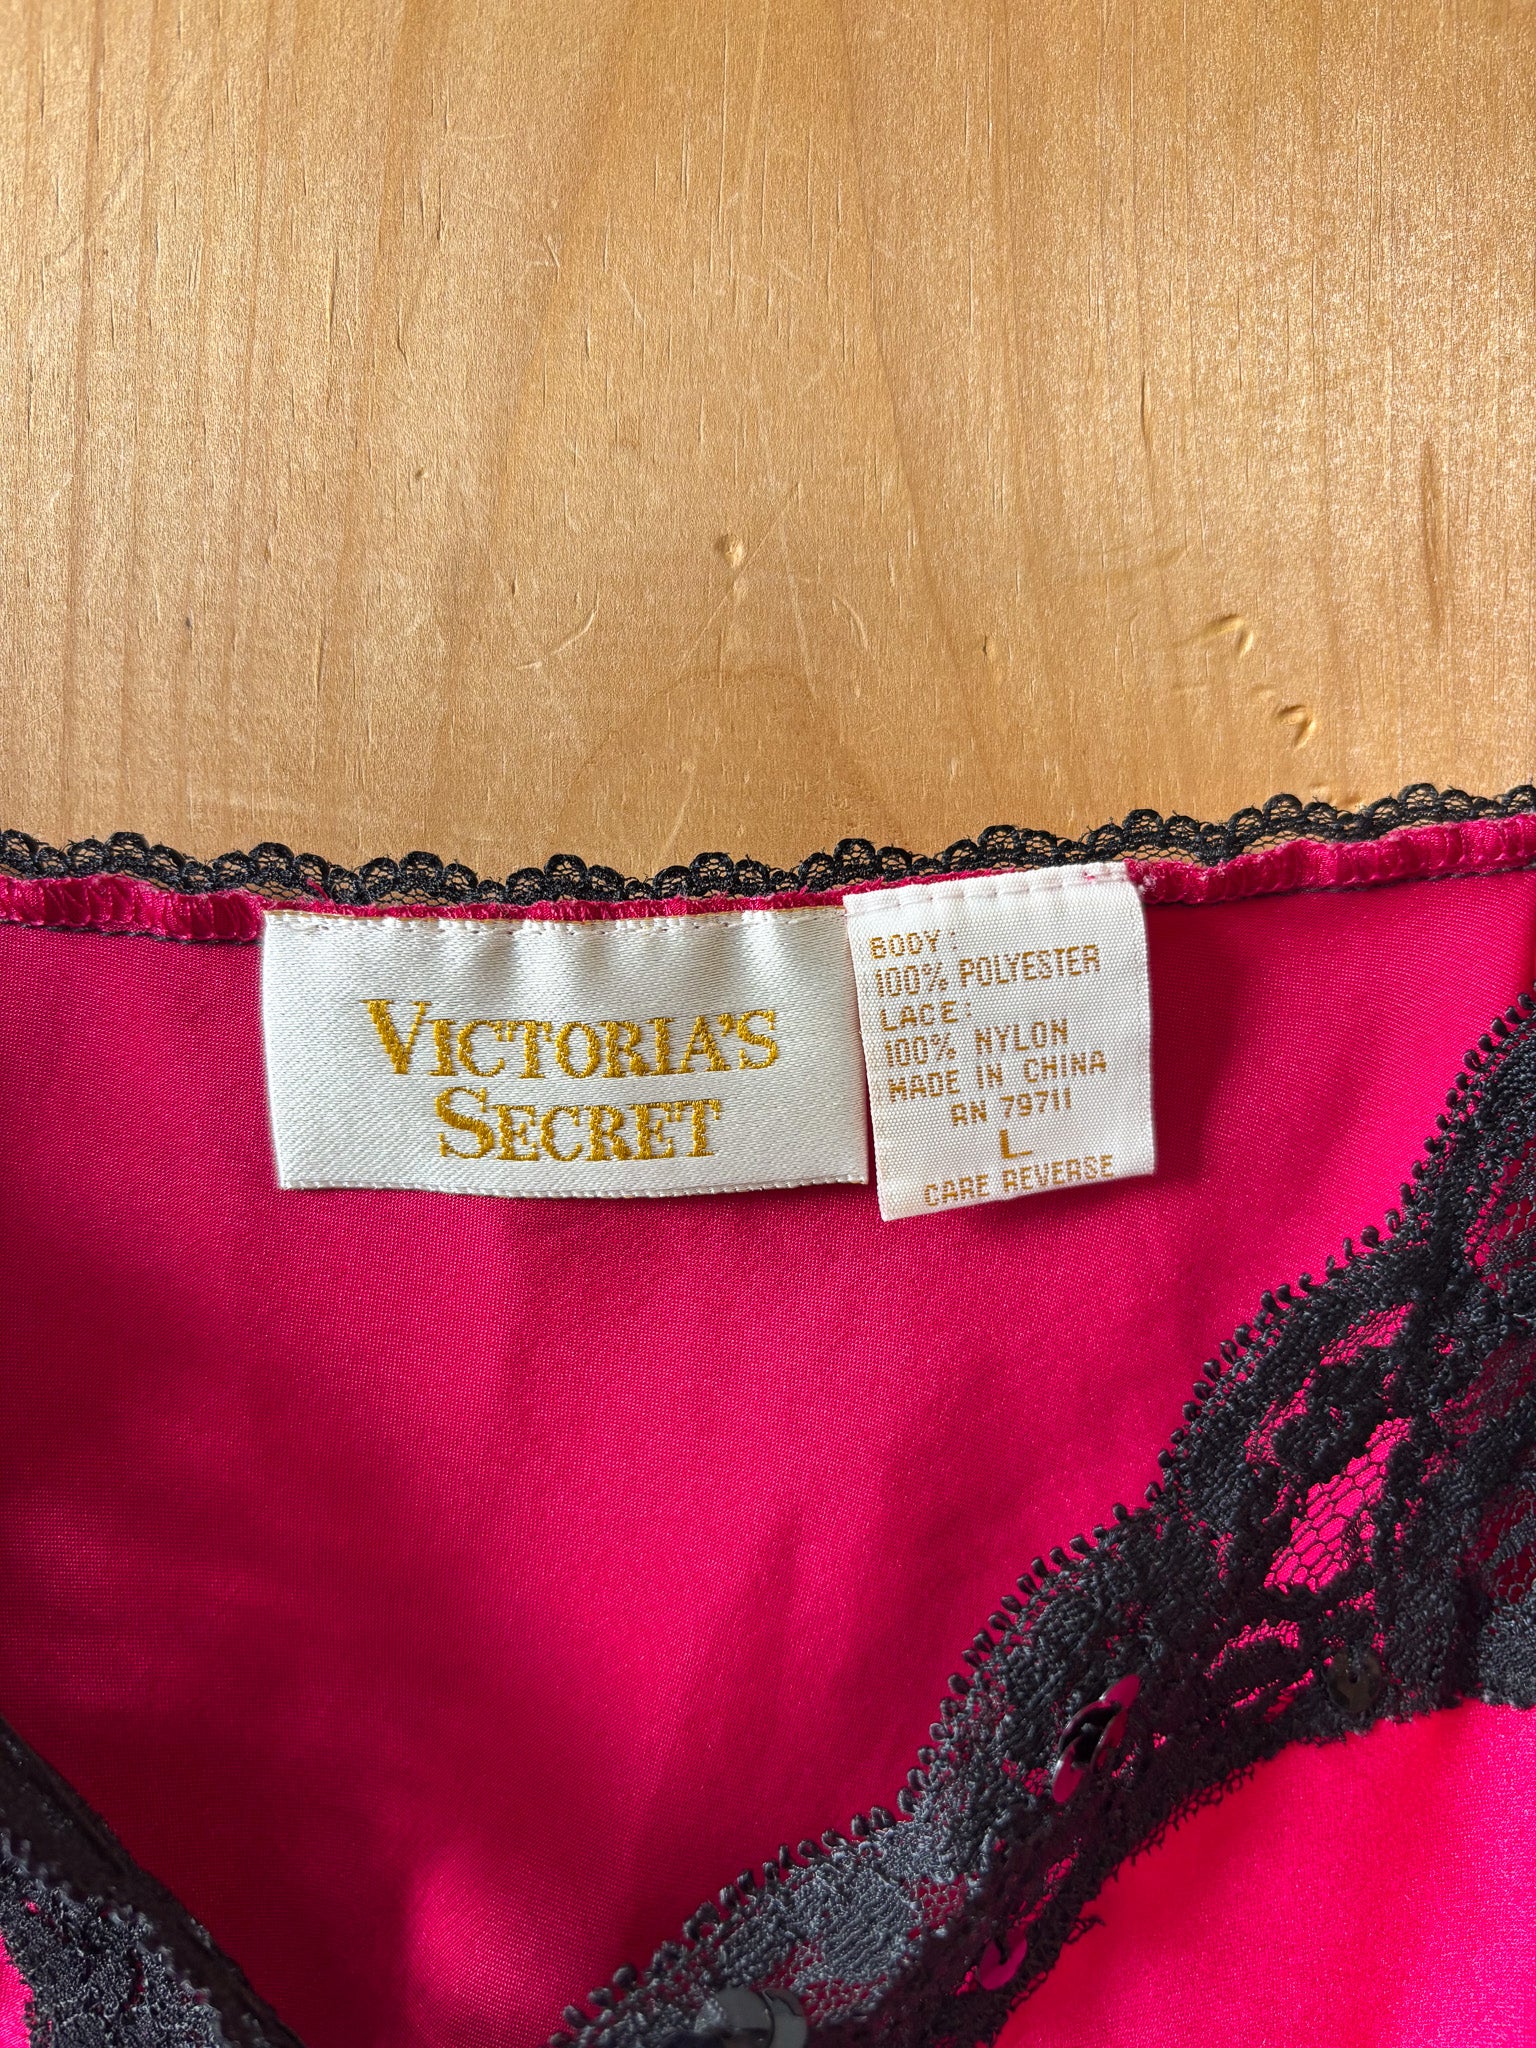 VICTORIA'S
SECRET
BODY:
100% POLYESTER
LACE:
100% NYLON
MADE IN CHINA
RN 79711
L
CARE REVERSE